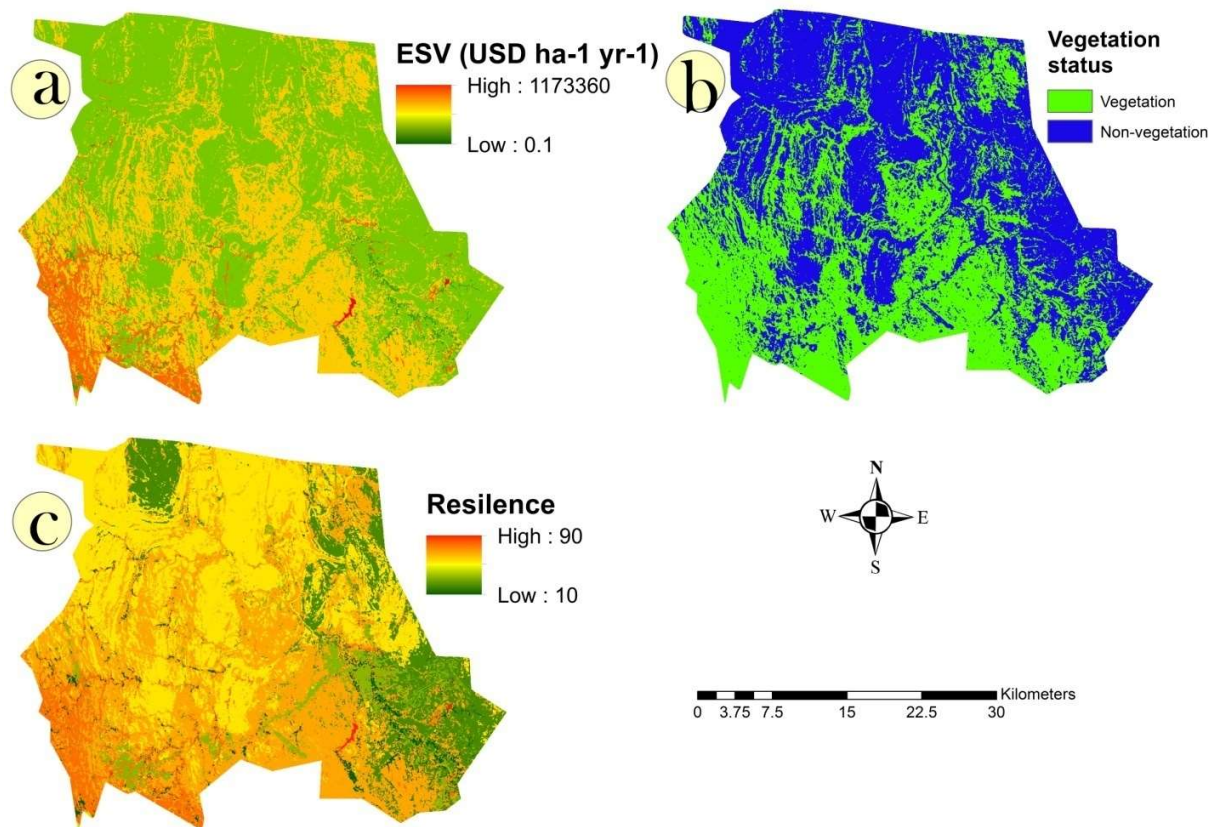 a
ESV (USD ha-1 yr-1)
High : 1173360
Low : 0.1
b
Vegetation
status
Vegetation
Non-vegetation
c
Resilence
High : 90
Low : 10
N
W E
S
Kilometers
0 3.75 7.5 15 22.5 30